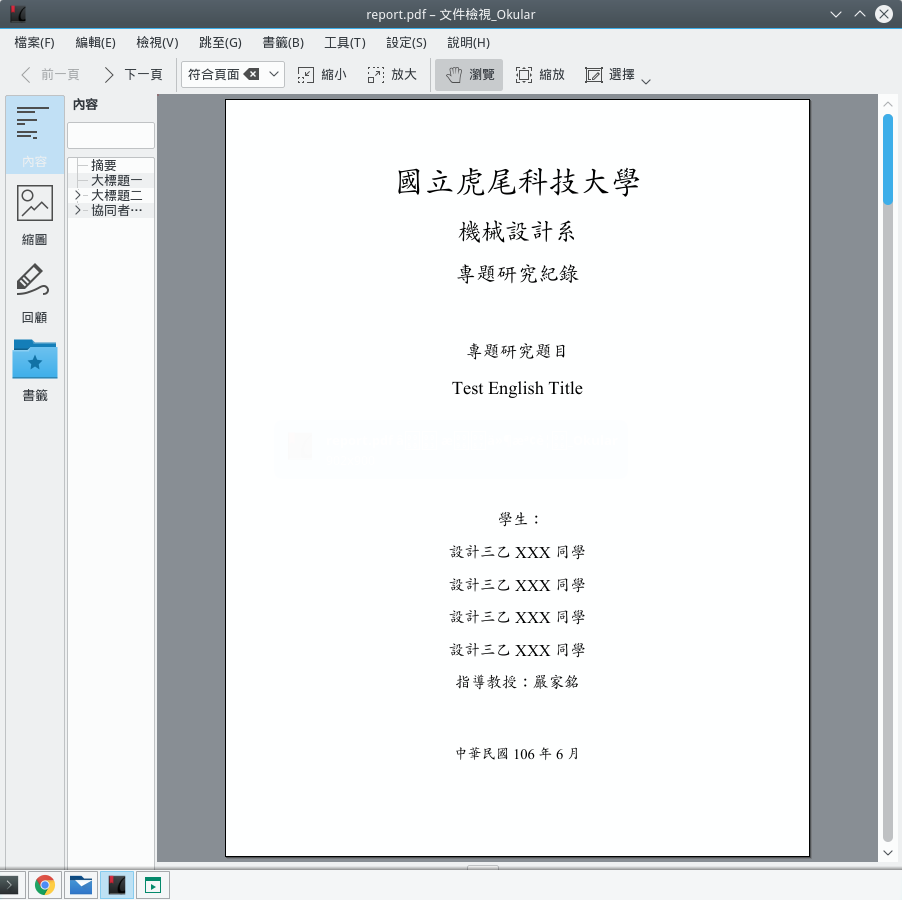 report.pdf – 文件檢視_Okular
檔案(F) 編輯(E) 檢視(V) 跳至(G) 書籤(B) 工具(T) 設定(S) 說明(H)
前一頁 下一頁 符合頁面 縮小 放大 瀏覽 縮放 選擇
內容
內容
摘要
大標題一
大標題二
協同者…
縮圖
回顧
書籤
國立虎尾科技大學
機械設計系
專題研究紀錄
專題研究題目
Test English Title
學生：
設計三乙 XXX 同學
設計三乙 XXX 同學
設計三乙 XXX 同學
設計三乙 XXX 同學
指導教授：嚴家銘
中華民國 106 年 6 月